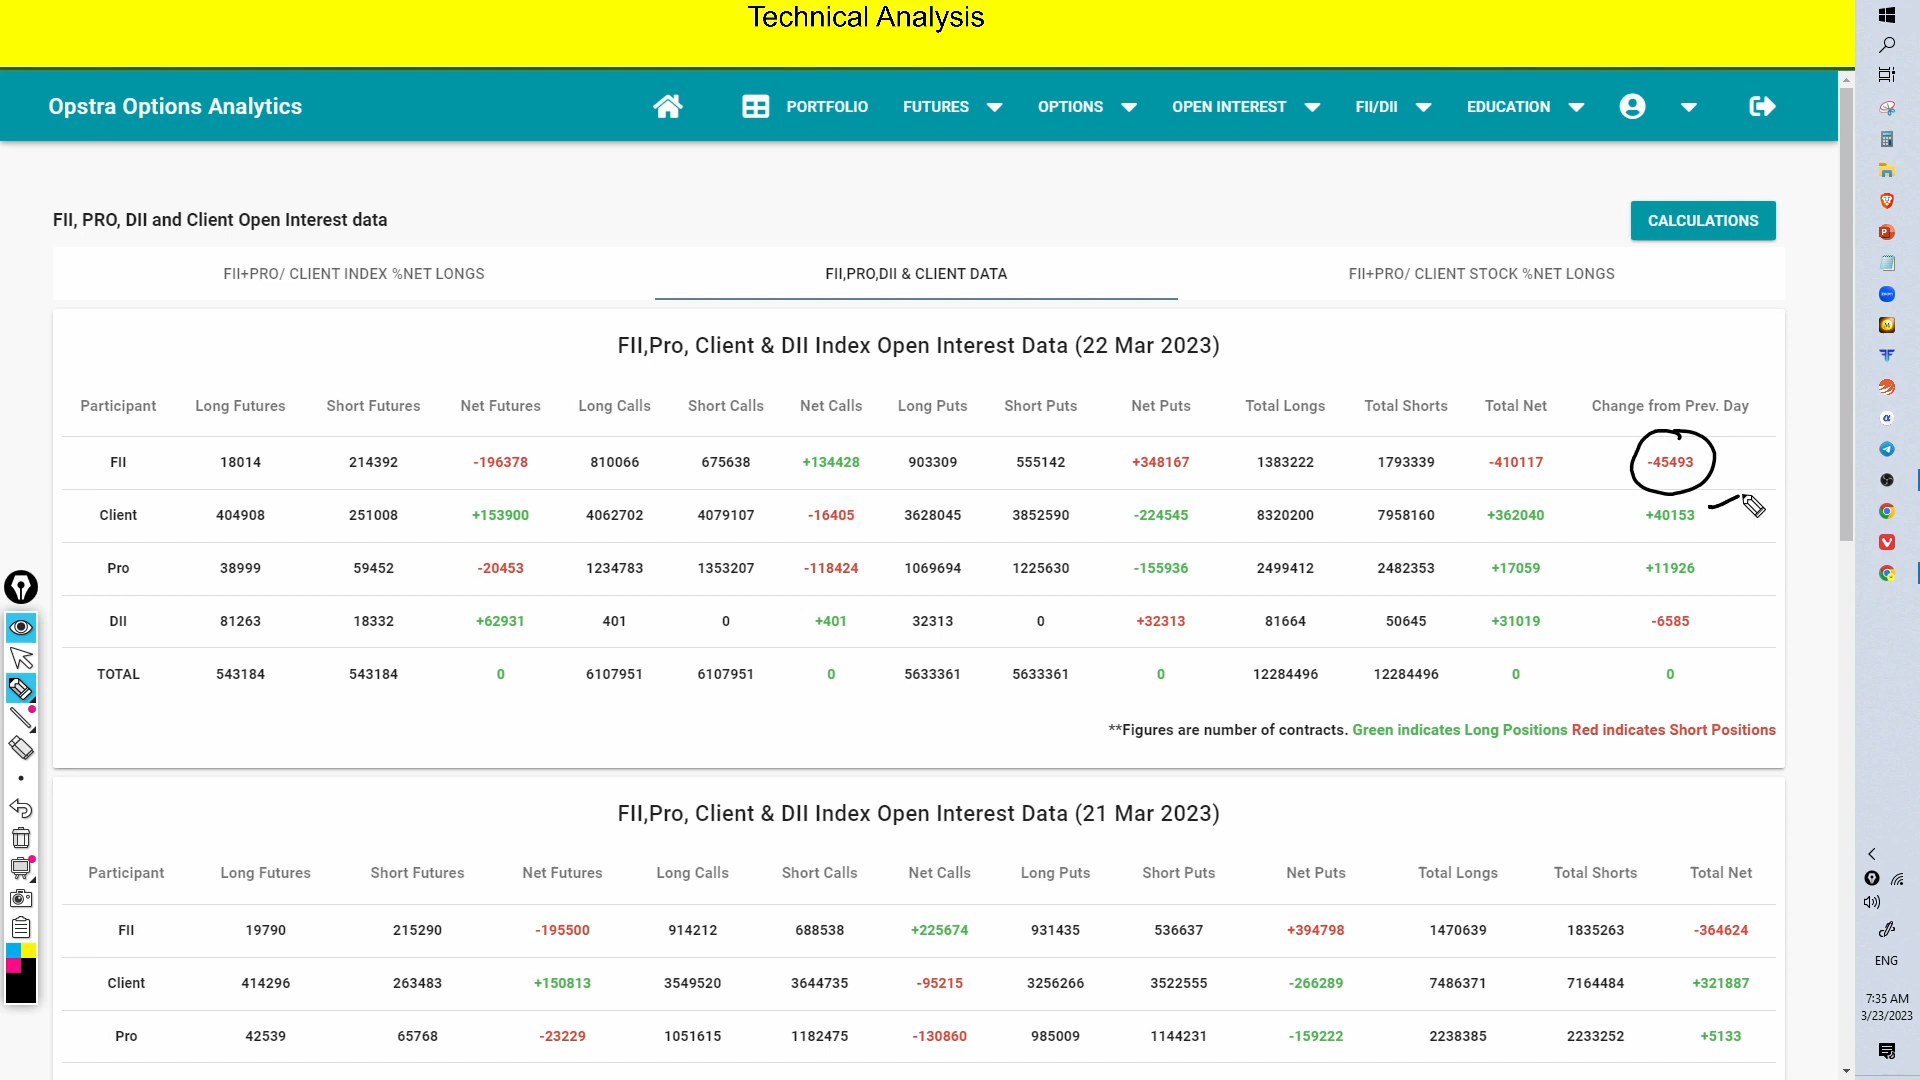 Technical Analysis
Opstra Options Analytics PORTFOLIO FUTURES OPTIONS OPEN INTEREST FII/DII EDUCATION
FII, PRO, DII and Client Open Interest data CALCULATIONS
FII+PRO/ CLIENT INDEX %NET LONGS FII,PRO,DII & CLIENT DATA FII+PRO/ CLIENT STOCK %NET LONGS
FII,Pro, Client & DII Index Open Interest Data (22 Mar 2023)
Participant Long Futures Short Futures Net Futures Long Calls Short Calls Net Calls Long Puts Short Puts Net Puts Total Longs Total Shorts Total Net Change from Prev. Day
FII 18014 214392 -196378 810066 675638 +134428 903309 555142 +348167 1383222 1793339 -410117 -45493
Client 404908 251008 +153900 4062702 4079107 -16405 3628045 3852590 -224545 8320200 7958160 +362040 +40153
Pro 38999 59452 -20453 1234783 1353207 -118424 1069694 1225630 -155936 2499412 2482353 +17059 +11926
DII 81263 18332 +62931 401 0 +401 32313 0 +32313 81664 50645 +31019 -6585
TOTAL 543184 543184 0 6107951 6107951 0 5633361 5633361 0 12284496 12284496 0 0
**Figures are number of contracts. Green indicates Long Positions Red indicates Short Positions
FII,Pro, Client & DII Index Open Interest Data (21 Mar 2023)
Participant Long Futures Short Futures Net Futures Long Calls Short Calls Net Calls Long Puts Short Puts Net Puts Total Longs Total Shorts Total Net
FII 19790 215290 -195500 914212 688538 +225674 931435 536637 +394798 1470639 1835263 -364624
Client 414296 263483 +150813 3549520 3644735 -95215 3256266 3522555 -266289 7486371 7164484 +321887
Pro 42539 65768 -23229 1051615 1182475 -130860 985009 1144231 -159222 2238385 2233252 +5133
ENG
7:35 AM
3/23/2023